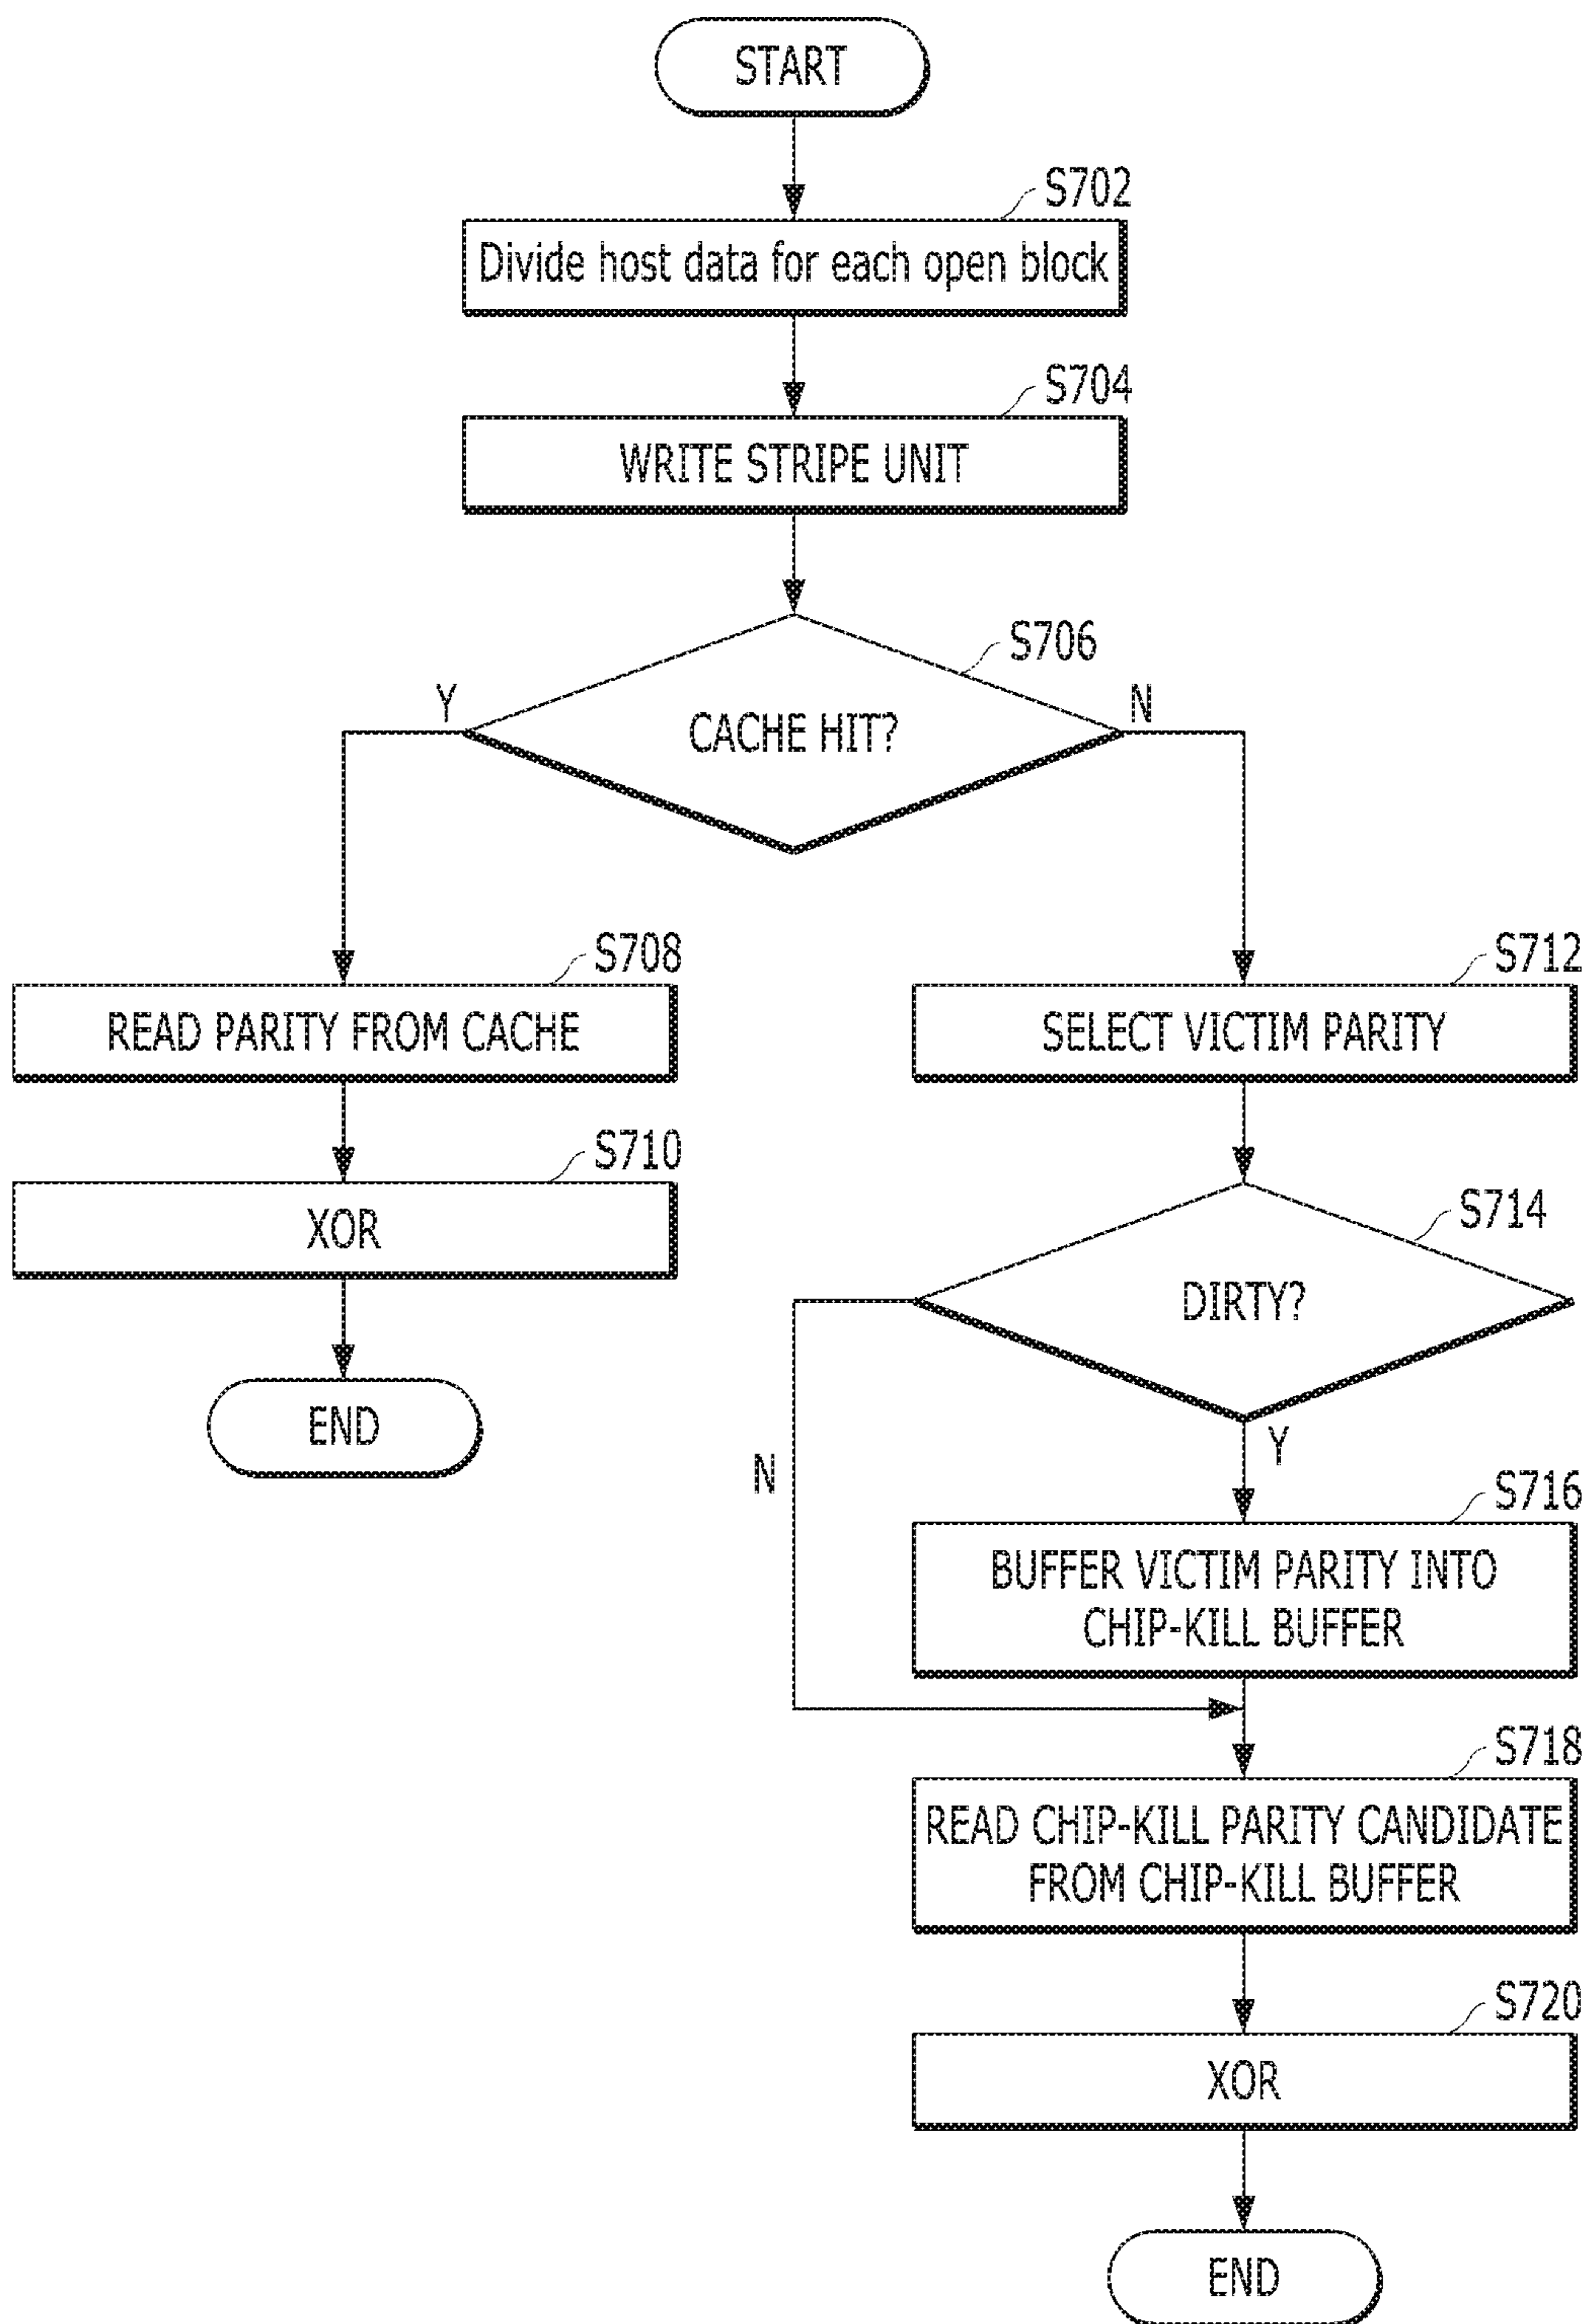 START
S702
Divide host data for each open block
S704
WRITE STRIPE UNIT
S706
Y
N
CACHE HIT?
S708
S712
READ PARITY FROM CACHE
SELECT VICTIM PARITY
S710
XOR
S714
DIRTY?
END
Y
N
S716
BUFFER VICTIM PARITY INTO
CHIP-KILL BUFFER
S718
READ CHIP-KILL PARITY CANDIDATE
FROM CHIP-KILL BUFFER
S720
XOR
END